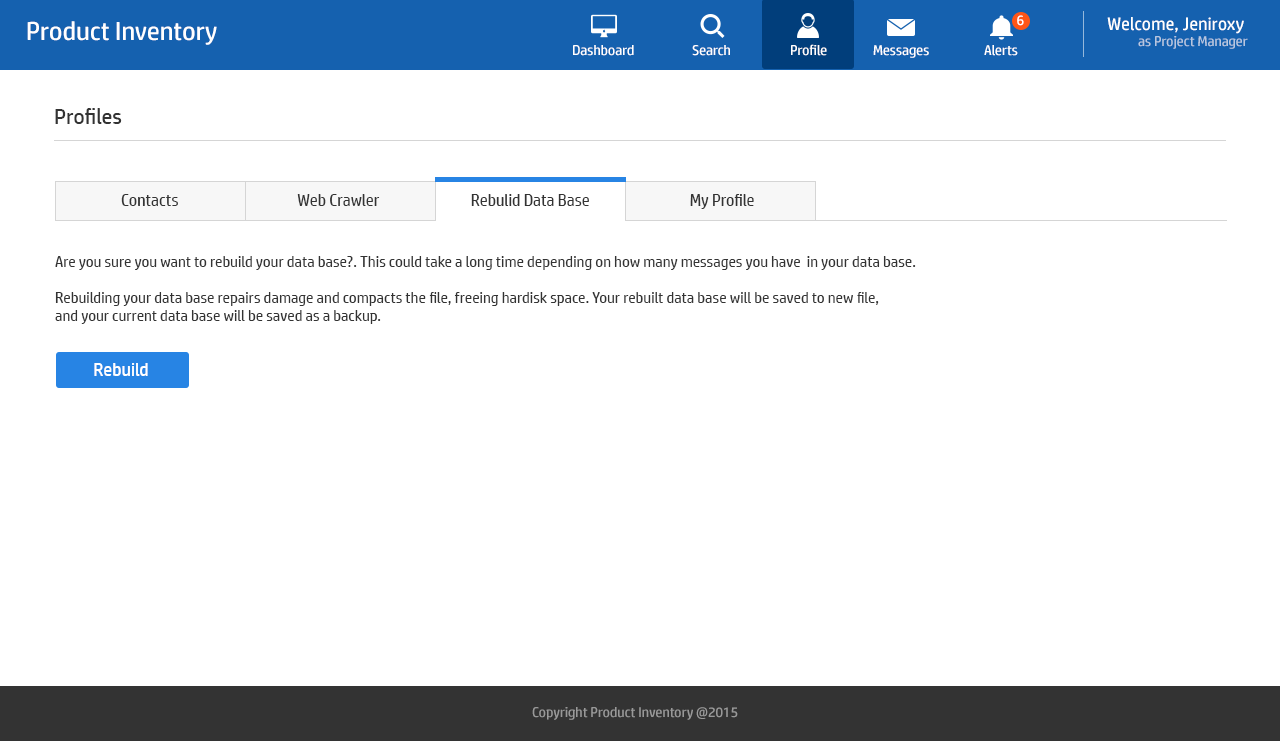 Product Inventory
Dashboard
Search
Profile
Messages
Alerts
6
Welcome, Jeniroxy
as Project Manager
Profiles
Contacts
Web Crawler
Rebulid Data Base
My Profile
Are you sure you want to rebuild your data base?. This could take a long time depending on how many messages you have  in your data base.
Rebuilding your data base repairs damage and compacts the file, freeing hardisk space. Your rebuilt data base will be saved to new file,
and your current data base will be saved as a backup.
Rebuild
Copyright Product Inventory @2015